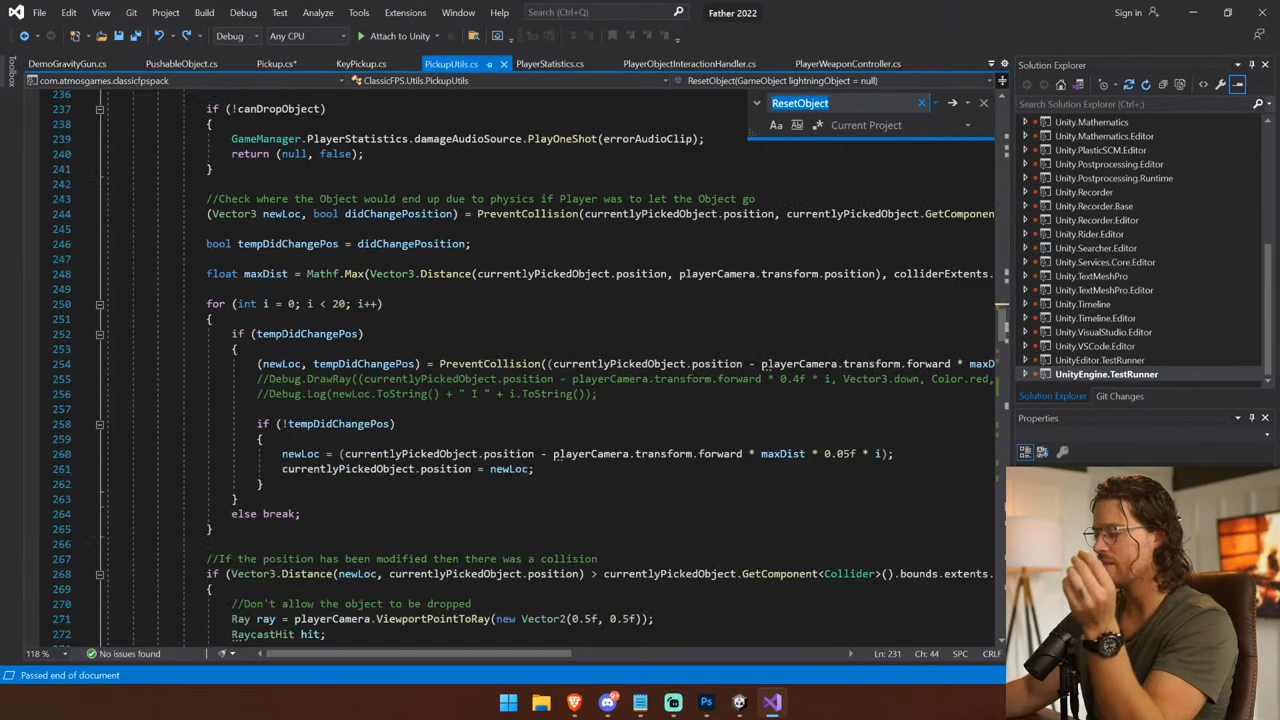 File Edit View Git Project Build Debug Test Analyze Tools Extensions Window Help Search (Ctrl+Q) Father 2022 Sign in
Debug Any CPU Attach to Unity
Toolbox
DemoGravityGun.cs PushableObject.cs Pickup.cs* KeyPickup.cs PickupUtils.cs PlayerStatistics.cs PlayerObjectInteractionHandler.cs PlayerWeaponController.cs
com.atmosgames.classicfpspack ClassicFPS.Utils.PickupUtils ResetObject(GameObject lightningObject = null)
ResetObject
Aa Current Project
236
237 if (!canDropObject)
238 {
239 GameManager.PlayerStatistics.damageAudioSource.PlayOneShot(errorAudioClip);
240 return (null, false);
241 }
242
243 //Check where the Object would end up due to physics if Player was to let the Object go
244 (Vector3 newLoc, bool didChangePosition) = PreventCollision(currentlyPickedObject.position, currentlyPickedObject.GetComponen
245
246 bool tempDidChangePos = didChangePosition;
247
248 float maxDist = Mathf.Max(Vector3.Distance(currentlyPickedObject.position, playerCamera.transform.position), colliderExtents.
249
250 for (int i = 0; i < 20; i++)
251 {
252 if (tempDidChangePos)
253 {
254 (newLoc, tempDidChangePos) = PreventCollision((currentlyPickedObject.position - playerCamera.transform.forward * maxD
255 //Debug.DrawRay((currentlyPickedObject.position - playerCamera.transform.forward * 0.4f * i, Vector3.down, Color.red,
256 //Debug.Log(newLoc.ToString() + " I " + i.ToString());
257
258 if (!tempDidChangePos)
259 {
260 newLoc = (currentlyPickedObject.position - playerCamera.transform.forward * maxDist * 0.05f * i);
261 currentlyPickedObject.position = newLoc;
262 }
263 }
264 else break;
265 }
266
267 //If the position has been modified then there was a collision
268 if (Vector3.Distance(newLoc, currentlyPickedObject.position) > currentlyPickedObject.GetComponent<Collider>().bounds.extents.
269 {
270 //Don't allow the object to be dropped
271 Ray ray = playerCamera.ViewportPointToRay(new Vector2(0.5f, 0.5f));
272 RaycastHit hit;
118 % No issues found Ln: 231 Ch: 44 SPC CRLF
Passed end of document
Solution Explorer
Search Solution Explorer
Unity.Mathematics
Unity.Mathematics.Editor
Unity.PlasticSCM.Editor
Unity.Postprocessing.Editor
Unity.Postprocessing.Runtime
Unity.Recorder
Unity.Recorder.Base
Unity.Recorder.Editor
Unity.Rider.Editor
Unity.Searcher.Editor
Unity.Services.Core.Editor
Unity.TextMeshPro
Unity.TextMeshPro.Editor
Unity.Timeline
Unity.Timeline.Editor
Unity.VisualStudio.Editor
Unity.VSCode.Editor
UnityEditor.TestRunner
UnityEngine.TestRunner
Solution Explorer Git Changes
Properties